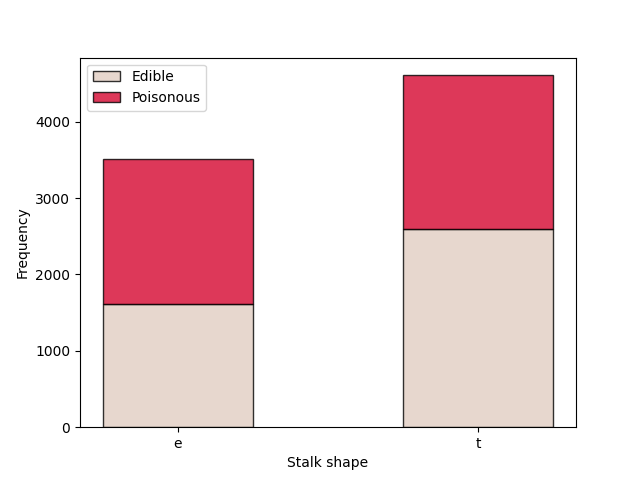 Edible
Poisonous
4000
3000
2000
1000
0
Frequency
e
t
Stalk shape